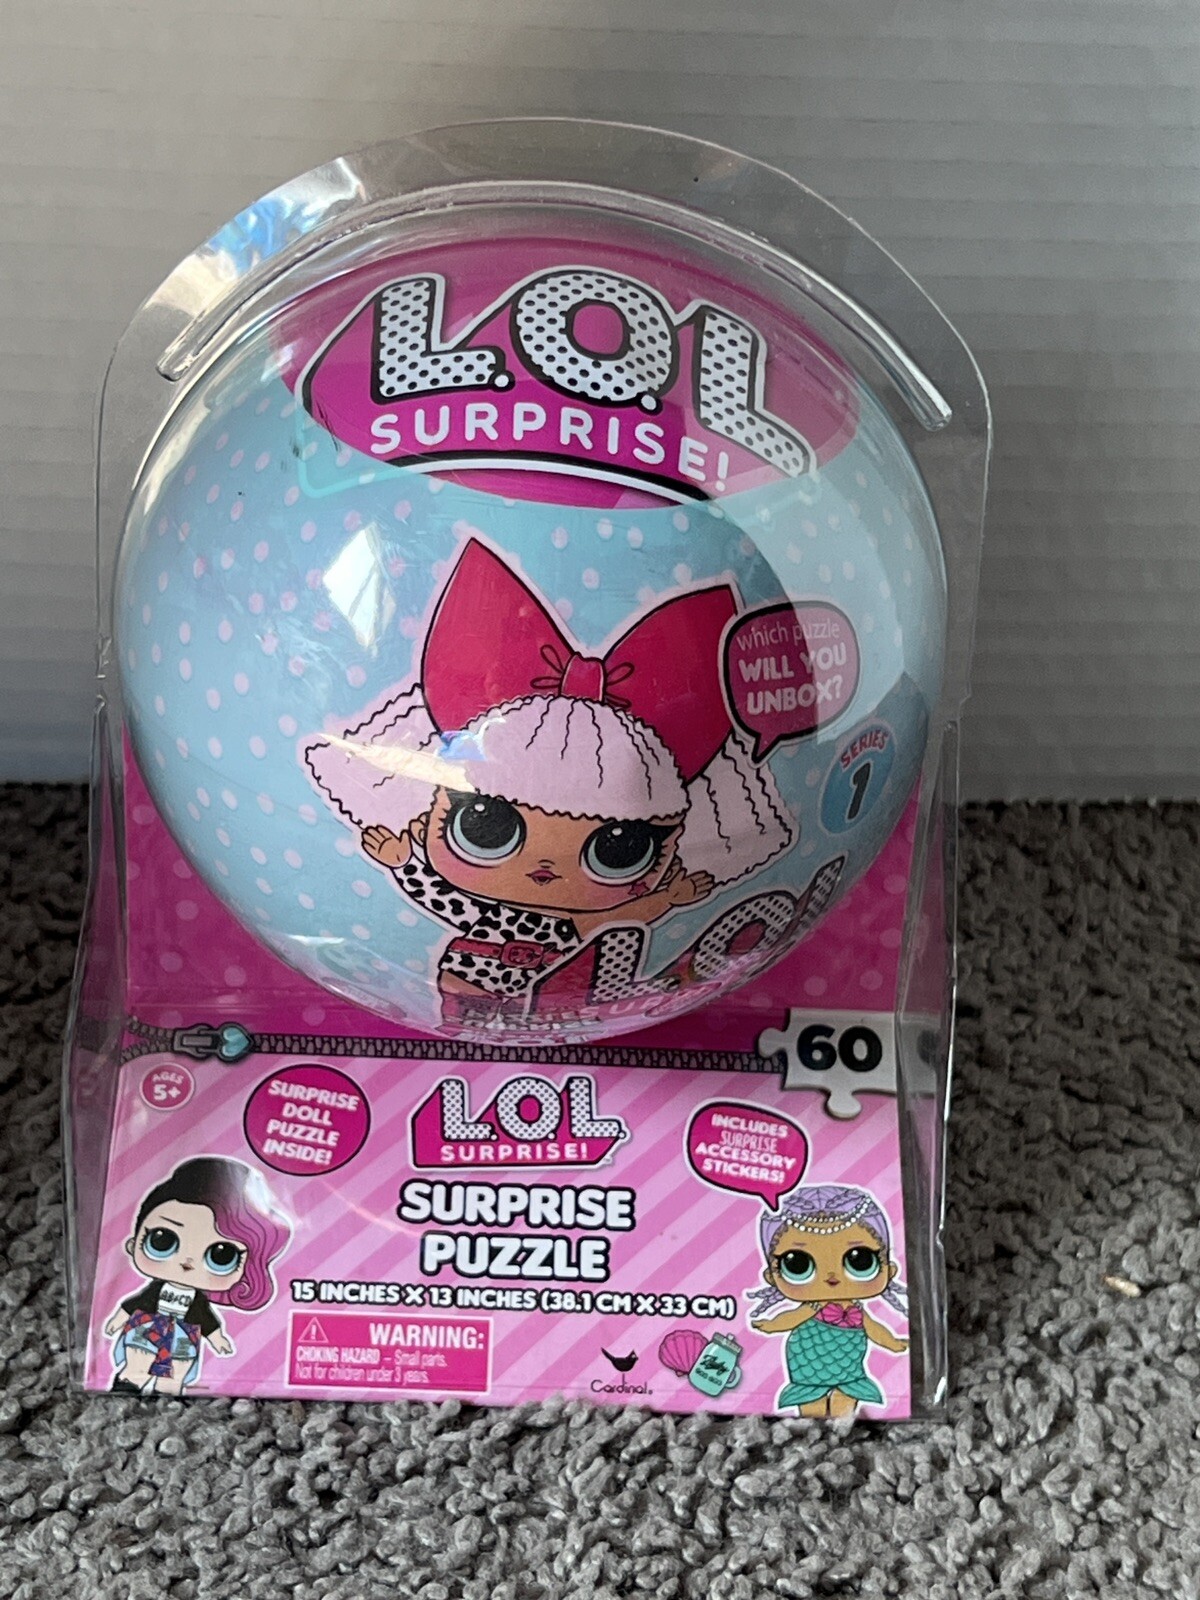 L.O.L
SURPRISE!
which puzzle
WILL YOU
UNBOX?
SERIES
1
L.O.L
60
AGES
5+
SURPRISE
DOLL
PUZZLE
INSIDE!
L.O.L.
SURPRISE!
INCLUDES
SURPRISE
ACCESSORY
STICKERS!
SURPRISE
PUZZLE
15 INCHES X 13 INCHES (38.1 CM X 33 CM)
WARNING:
CHOKING HAZARD – Small parts.
Not for children under 3 years.
Cardinal®